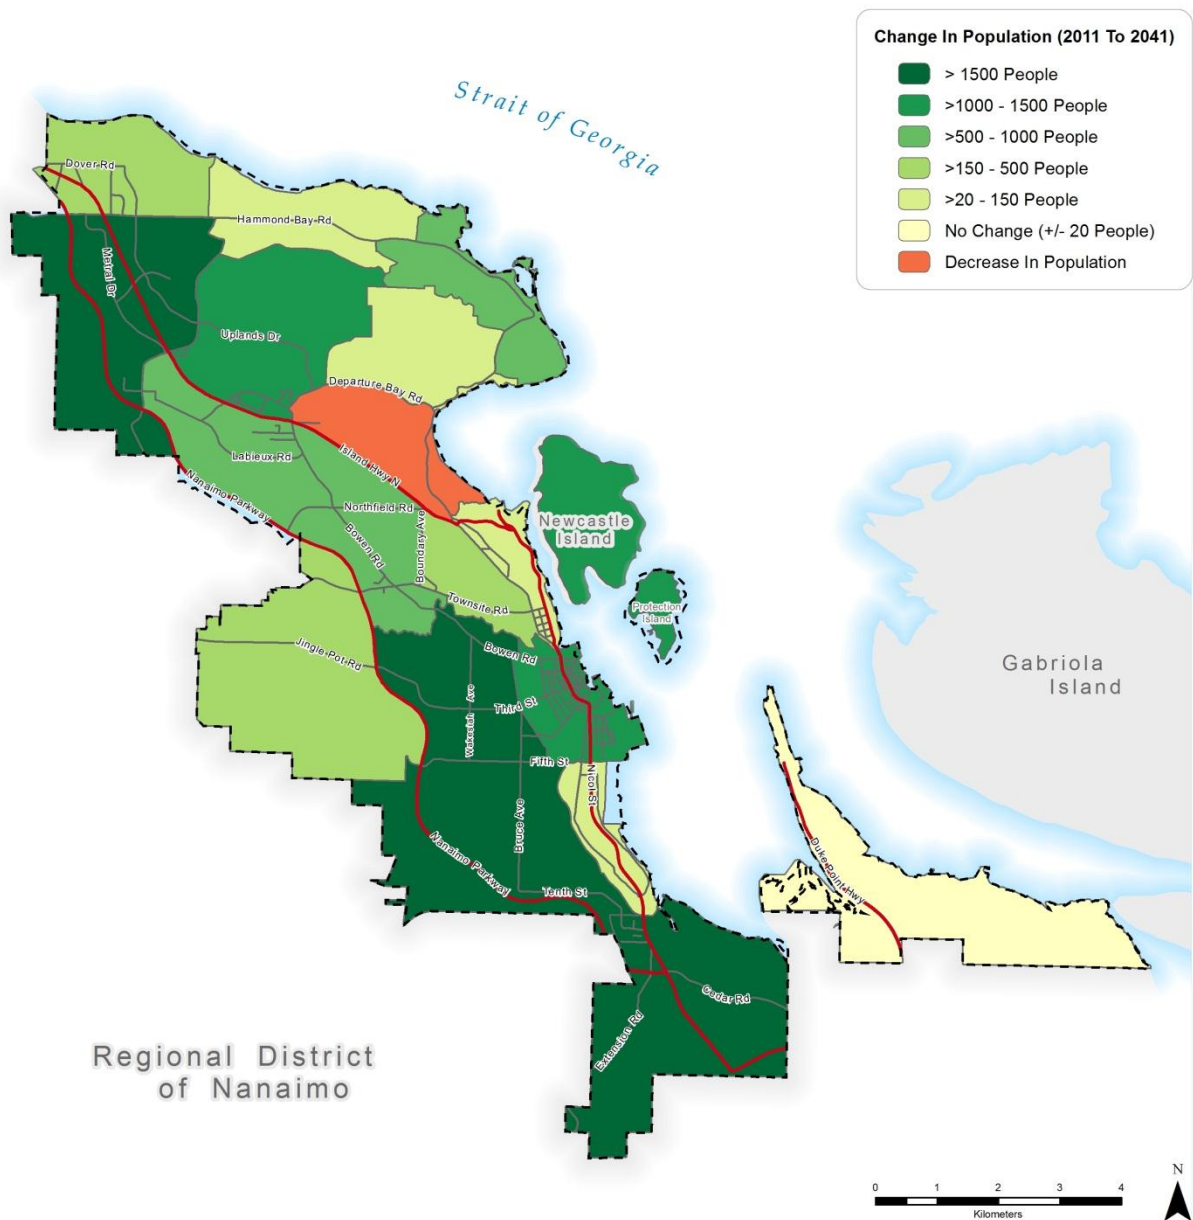 Change In Population (2011 To 2041)
> 1500 People
>1000 - 1500 People
>500 - 1000 People
>150 - 500 People
>20 - 150 People
No Change (+/- 20 People)
Decrease In Population
Strait of Georgia
Dover Rd
Hammond Bay Rd
Metral Dr
Uplands Dr
Departure Bay Rd
Island Hwy N
Labieux Rd
Nanaimo Parkway
Northfield Rd
Bowen Rd
Boundary Ave
Newcastle
Island
Townsite Rd
Protection
Island
Jingle Pot Rd
Bowen Rd
Wakesiah Ave
Third St
Gabriola
Island
Fifth St
Nicol St
Bruce Ave
Nanaimo Parkway
Tenth St
Duke Point Hwy
Cedar Rd
Extension Rd
Regional District
of Nanaimo
N
0 1 2 3 4
Kilometers